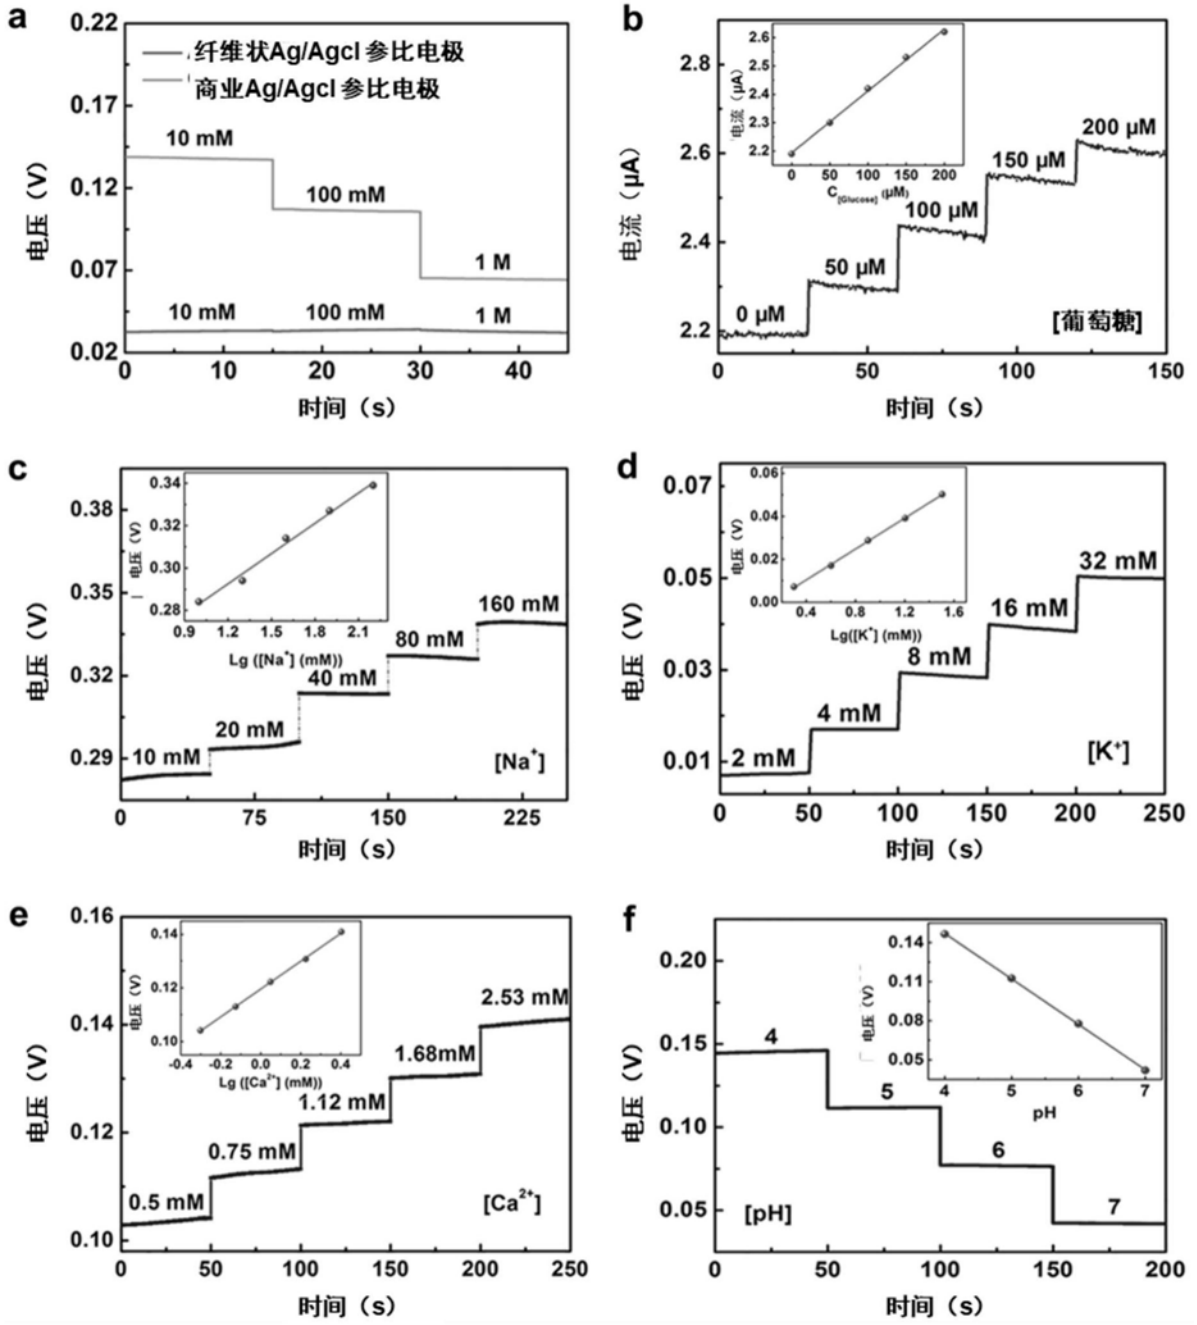 a
0.22
0.17
0.12
0.07
0.02
电压（V）
纤维状Ag/Agcl 参比电极
商业Ag/Agcl 参比电极
10 mM
100 mM
1 M
10 mM
100 mM
1 M
0 10 20 30 40
时间（s）
b
2.8
2.6
2.4
2.2
电流（μA）
2.6
2.5
2.4
2.3
2.2
电流（μA）
0 50 100 150 200
C[Glucose] (μM)
0 μM
50 μM
100 μM
150 μM
200 μM
[葡萄糖]
0 50 100 150
时间（s）
c
0.38
0.35
0.32
0.29
电压（V）
0.34
0.32
0.30
0.28
电压（V）
0.9 1.2 1.5 1.8 2.1
Lg ([Na⁺] (mM))
10 mM
20 mM
40 mM
80 mM
160 mM
[Na⁺]
0 75 150 225
时间（s）
d
0.07
0.05
0.03
0.01
电压（V）
0.06
0.04
0.02
0.00
电压（V）
0.4 0.8 1.2 1.6
Lg([K⁺] (mM))
2 mM
4 mM
8 mM
16 mM
32 mM
[K⁺]
0 50 100 150 200 250
时间（s）
e
0.16
0.14
0.12
0.10
电压（V）
0.14
0.12
0.10
电压（V）
-0.4 -0.2 0.0 0.2 0.4
Lg ([Ca²⁺] (mM))
0.5 mM
0.75 mM
1.12 mM
1.68mM
2.53 mM
[Ca²⁺]
0 50 100 150 200 250
时间（s）
f
0.20
0.15
0.10
0.05
电压（V）
0.14
0.11
0.08
0.05
电压（V）
4 5 6 7
pH
4
5
6
7
[pH]
0 50 100 150 200
时间（s）